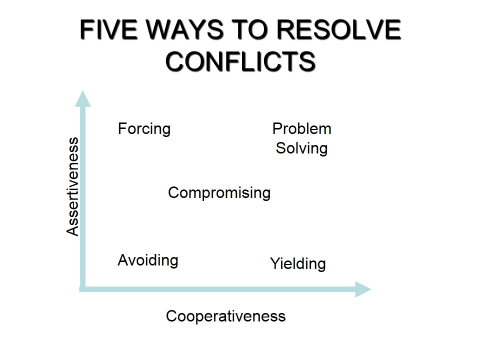 FIVE WAYS TO RESOLVE
CONFLICTS
Assertiveness
Forcing
Problem
Solving
Compromising
Avoiding
Yielding
Cooperativeness